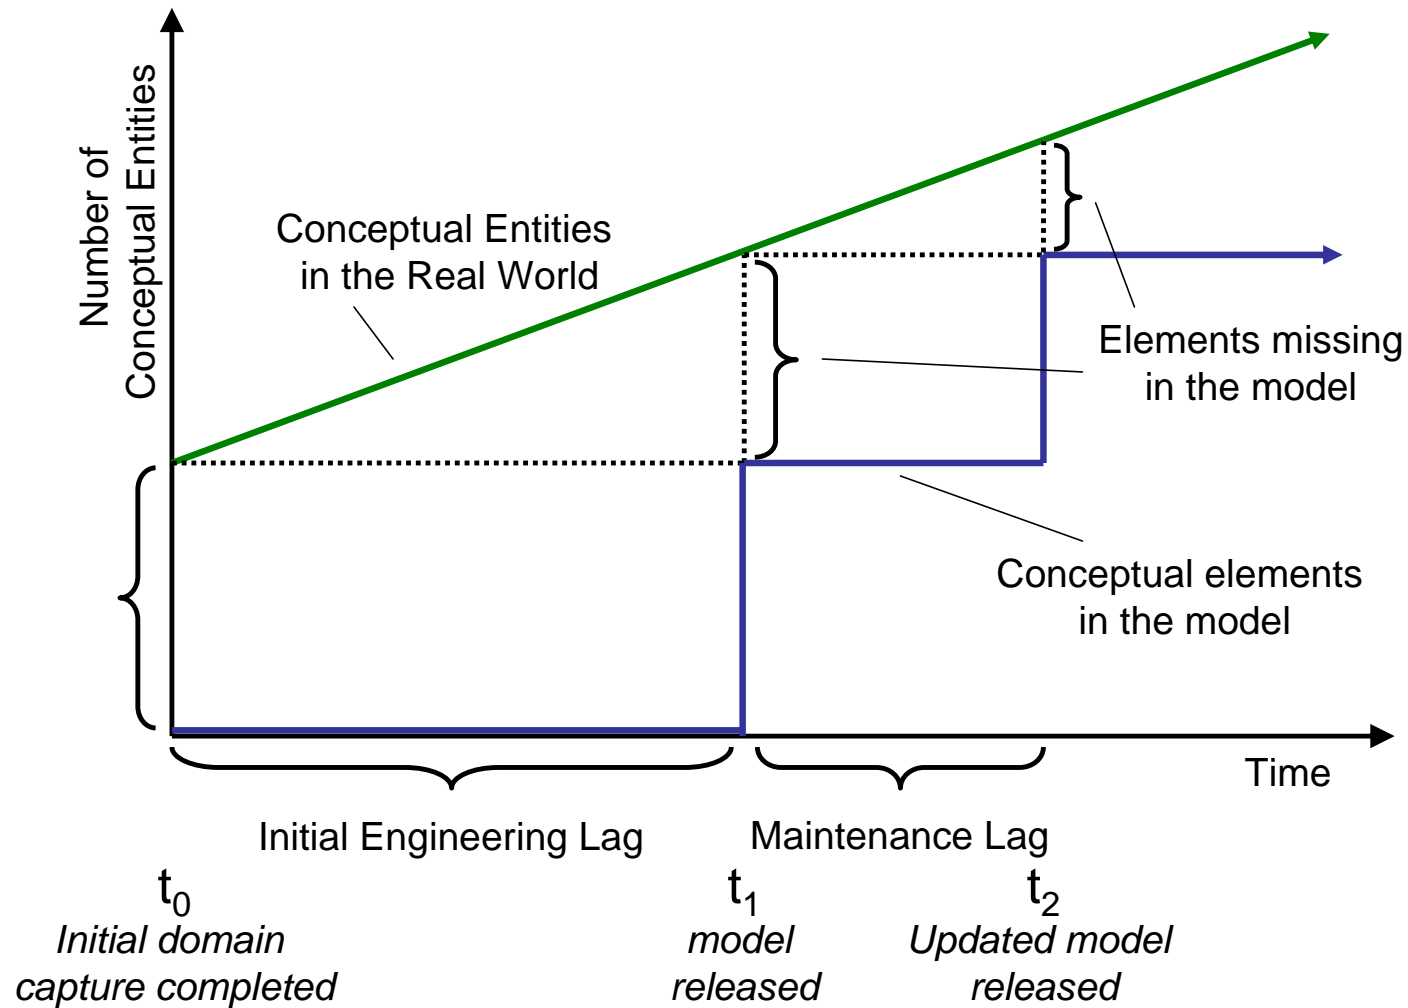 Number of
Conceptual Entities
Conceptual Entities
in the Real World
Elements missing
in the model
Conceptual elements
in the model
Time
Initial Engineering Lag
Maintenance Lag
t0
Initial domain
capture completed
t1
model
released
t2
Updated model
released